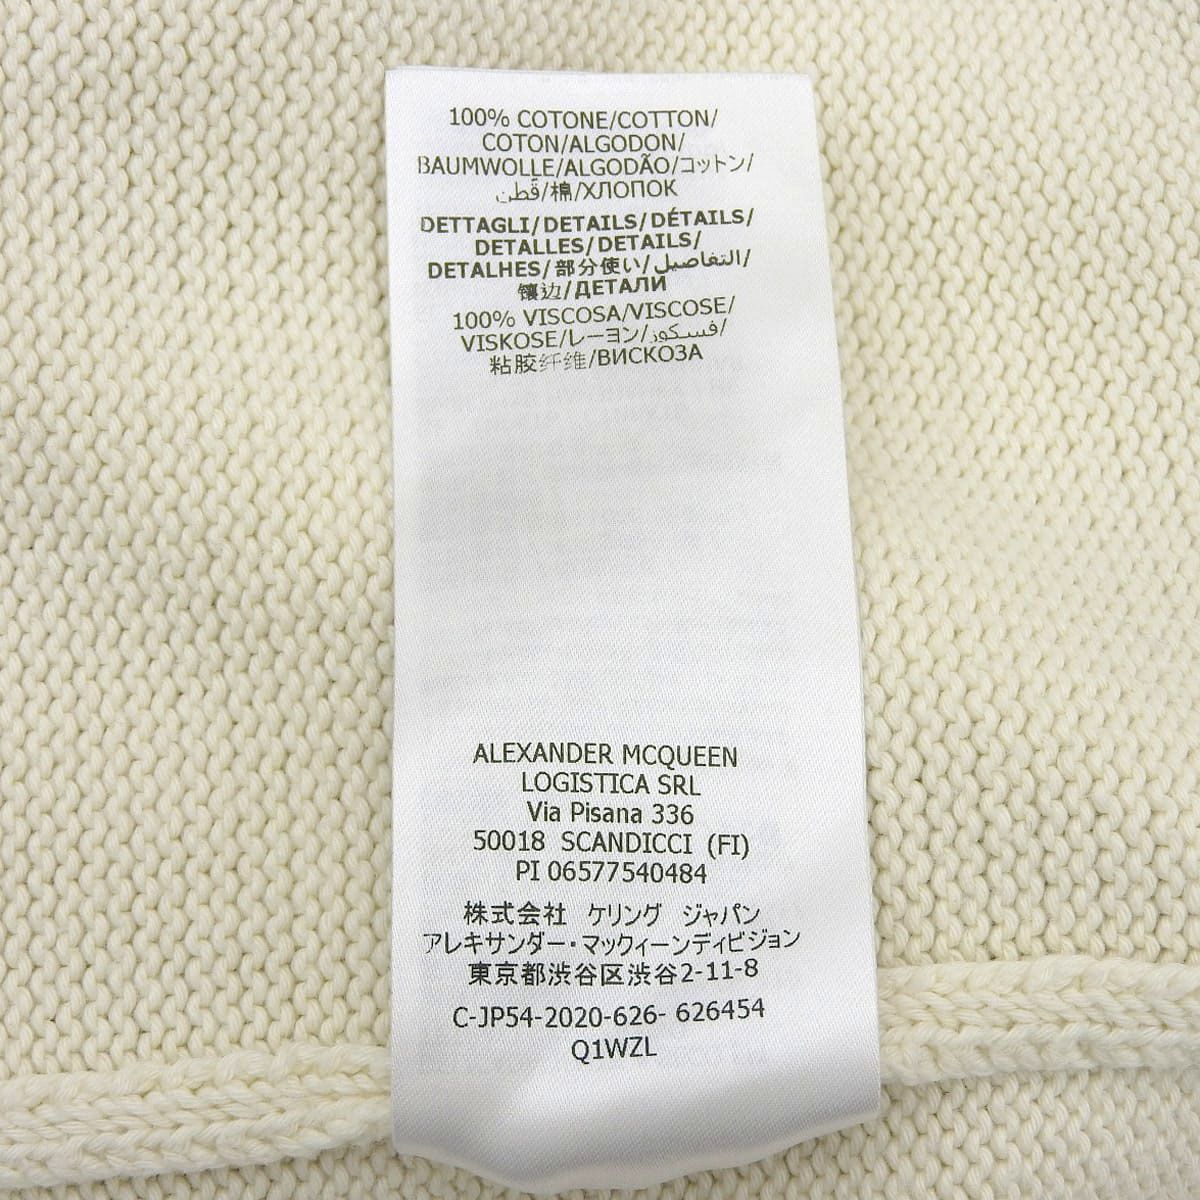 100% COTONE/COTTON/
COTON/ALGODON/
BAUMWOLLE/ALGODÃO/コットン/
قطن/棉/ХЛОПОК
DETTAGLI/DETAILS/DÉTAILS/
DETALLES/DETAILS/
DETALHES/部分使い/التفاصيل/
镶边/ДЕТАЛИ
100% VISCOSA/VISCOSE/
VISKOSE/レーヨン/فسكوز/
粘胶纤维/ВИСКОЗА
ALEXANDER MCQUEEN
LOGISTICA SRL
Via Pisana 336
50018 SCANDICCI (FI)
PI 06577540484
株式会社 ケリング ジャパン
アレキサンダー・マックィーンディビジョン
東京都渋谷区渋谷2-11-8
C-JP54-2020-626- 626454
Q1WZL